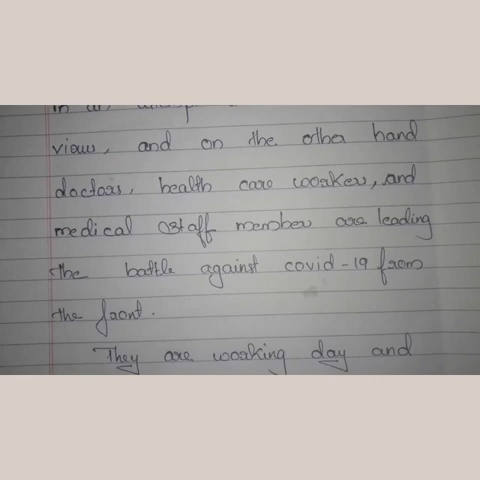 views, and on the other hand
doctors, health care workers, and
medical staff members are leading
the battle against covid-19 from
the front.
They are working day and